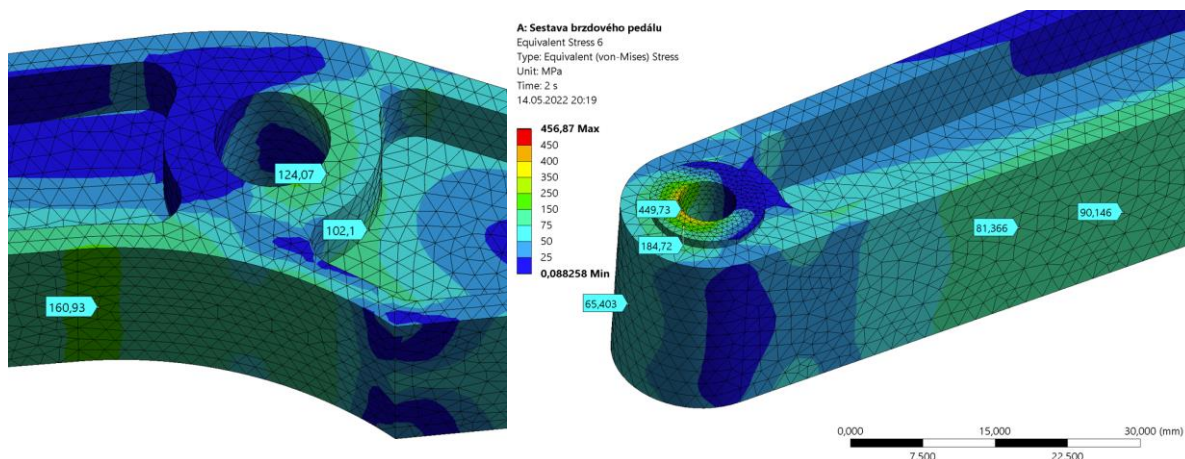 124,07
102,1
160,93
A: Sestava brzdového pedálu
Equivalent Stress 6
Type: Equivalent (von-Mises) Stress
Unit: MPa
Time: 2 s
14.05.2022 20:19
456,87 Max
450
400
350
250
150
75
50
25
0,088258 Min
449,73
184,72
65,403
81,366
90,146
0,000 15,000 30,000 (mm)
7,500 22,500